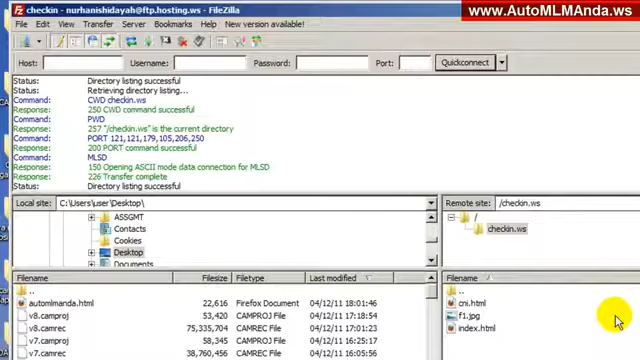 checkin - nurhanishidayah@ftp.hosting.ws - FileZilla
www.AutoMLMAnda.ws
File Edit View Transfer Server Bookmarks Help New version available!
Host: Username: Password: Port: Quickconnect
Status: Directory listing successful
Status: Retrieving directory listing...
Command: CWD checkin.ws
Response: 250 CWD command successful
Command: PWD
Response: 257 "/checkin.ws" is the current directory
Command: PORT 121,121,179,105,206,250
Response: 200 PORT command successful
Command: MLSD
Response: 150 Opening ASCII mode data connection for MLSD
Response: 226 Transfer complete
Status: Directory listing successful
Local site: C:\Users\user\Desktop\
Remote site: /checkin.ws
ASSGMT
Contacts
Cookies
Desktop
Documents
/
checkin.ws
Filename Filesize Filetype Last modified
..
automlmanda.html 22,616 Firefox Document 04/12/11 18:01:46
v8.camproj 53,420 CAMPROJ File 04/12/11 17:18:54
v8.camrec 75,335,704 CAMREC File 04/12/11 17:18:30
v7.camproj 58,345 CAMPROJ File 04/12/11 16:25:17
v7.camrec 38,760,456 CAMREC File 04/12/11 16:05:56
Filename
..
cni.html
f1.jpg
index.html